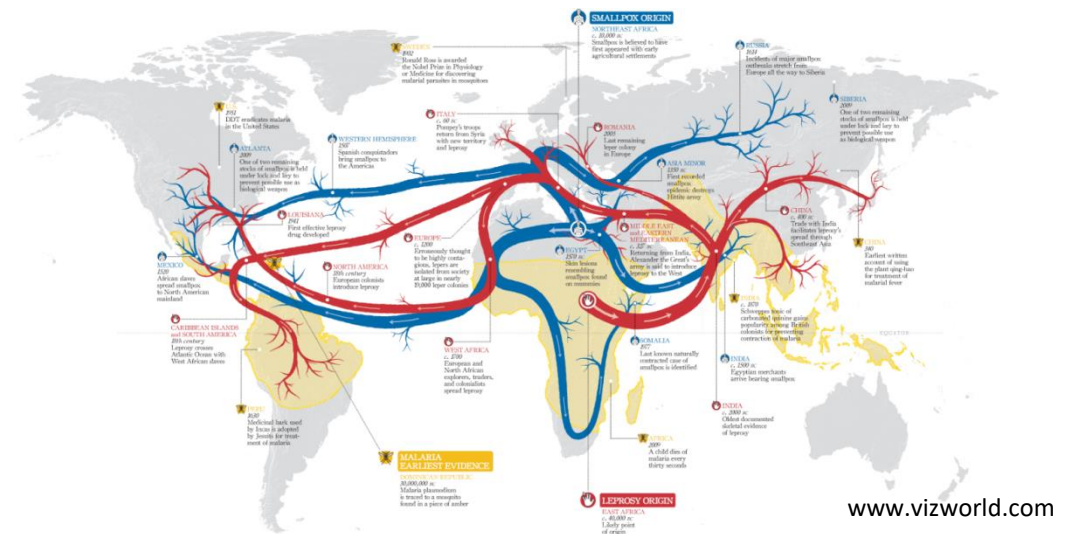 SMALLPOX ORIGIN
NORTHEAST AFRICA
c. 10,000 BC
Smallpox is believed to have
first appeared with early
agricultural settlements
SWEDEN
1902
Ronald Ross is awarded
the Nobel Prize in Physiology
or Medicine for discovering
malarial parasites in mosquitoes
RUSSIA
Incidents of major smallpox
outbreaks stretch from
Europe all the way to Siberia
SIBERIA
2009
One of two remaining
stocks of smallpox is held
under lock and key to
prevent possible use
as biological weapon
1951
DDT eradicates malaria
in the United States
ATLANTA
2009
One of two remaining
stocks of smallpox is held
under lock and key to
prevent possible use as
biological weapon
WESTERN HEMISPHERE
1507
Spanish conquistadors
bring smallpox to
the Americas
ITALY
c. 60 BC
Pompey's troops
return from Syria
with new territory
and leprosy
ROMANIA
2009
Last remaining
leper colony
in Europe
ASIA MINOR
First recorded
smallpox
epidemic destroys
Hittite army
LOUISIANA
1941
First effective leprosy
drug developed
EUROPE
c. 1200
Erroneously thought
to be highly conta-
gious, lepers are
isolated from society
at large in nearly
19,000 leper colonies
MIDDLE EAST
and EASTERN
MEDITERRANEAN
c. 327 BC
Returning from India,
Alexander the Great's
army is said to introduce
leprosy to the West
CHINA
c. 400 BC
Trade with India
facilitates leprosy's
spread through
Southeast Asia
CHINA
340
Earliest written
account of using
the plant qing-hao
for treatment of
malarial fever
MEXICO
1520
African slaves
spread smallpox
to North American
mainland
NORTH AMERICA
European colonists
introduce leprosy
EGYPT
1570 BC
Skin lesions
resembling
smallpox found
on mummies
INDIA
c. 1870
Schweppes tonic of
carbonated quinine gains
popularity among British
colonists for preventing
contraction of malaria
EQUATOR
CARIBBEAN ISLANDS
and SOUTH AMERICA
18th century
Leprosy crosses
Atlantic Ocean with
West African slaves
WEST AFRICA
c. 1700
European and
North African
explorers, traders,
and colonialists
spread leprosy
SOMALIA
1977
Last known naturally
contracted case of
smallpox is identified
INDIA
c. 1300 BC
Egyptian merchants
arrive bearing smallpox
INDIA
c. 2000 BC
Oldest documented
skeletal evidence
of leprosy
PERU
1630
Medicinal bark used
by Incas is adopted
by Jesuits for treat-
ment of malaria
AFRICA
2009
A child dies of
malaria every
thirty seconds
MALARIA
EARLIEST EVIDENCE
DOMINICAN REPUBLIC
30,000,000 BC
Malaria plasmodium
is traced to a mosquito
found in a piece of amber
LEPROSY ORIGIN
EAST AFRICA
c. 40,000 BC
Likely point
of origin
www.vizworld.com